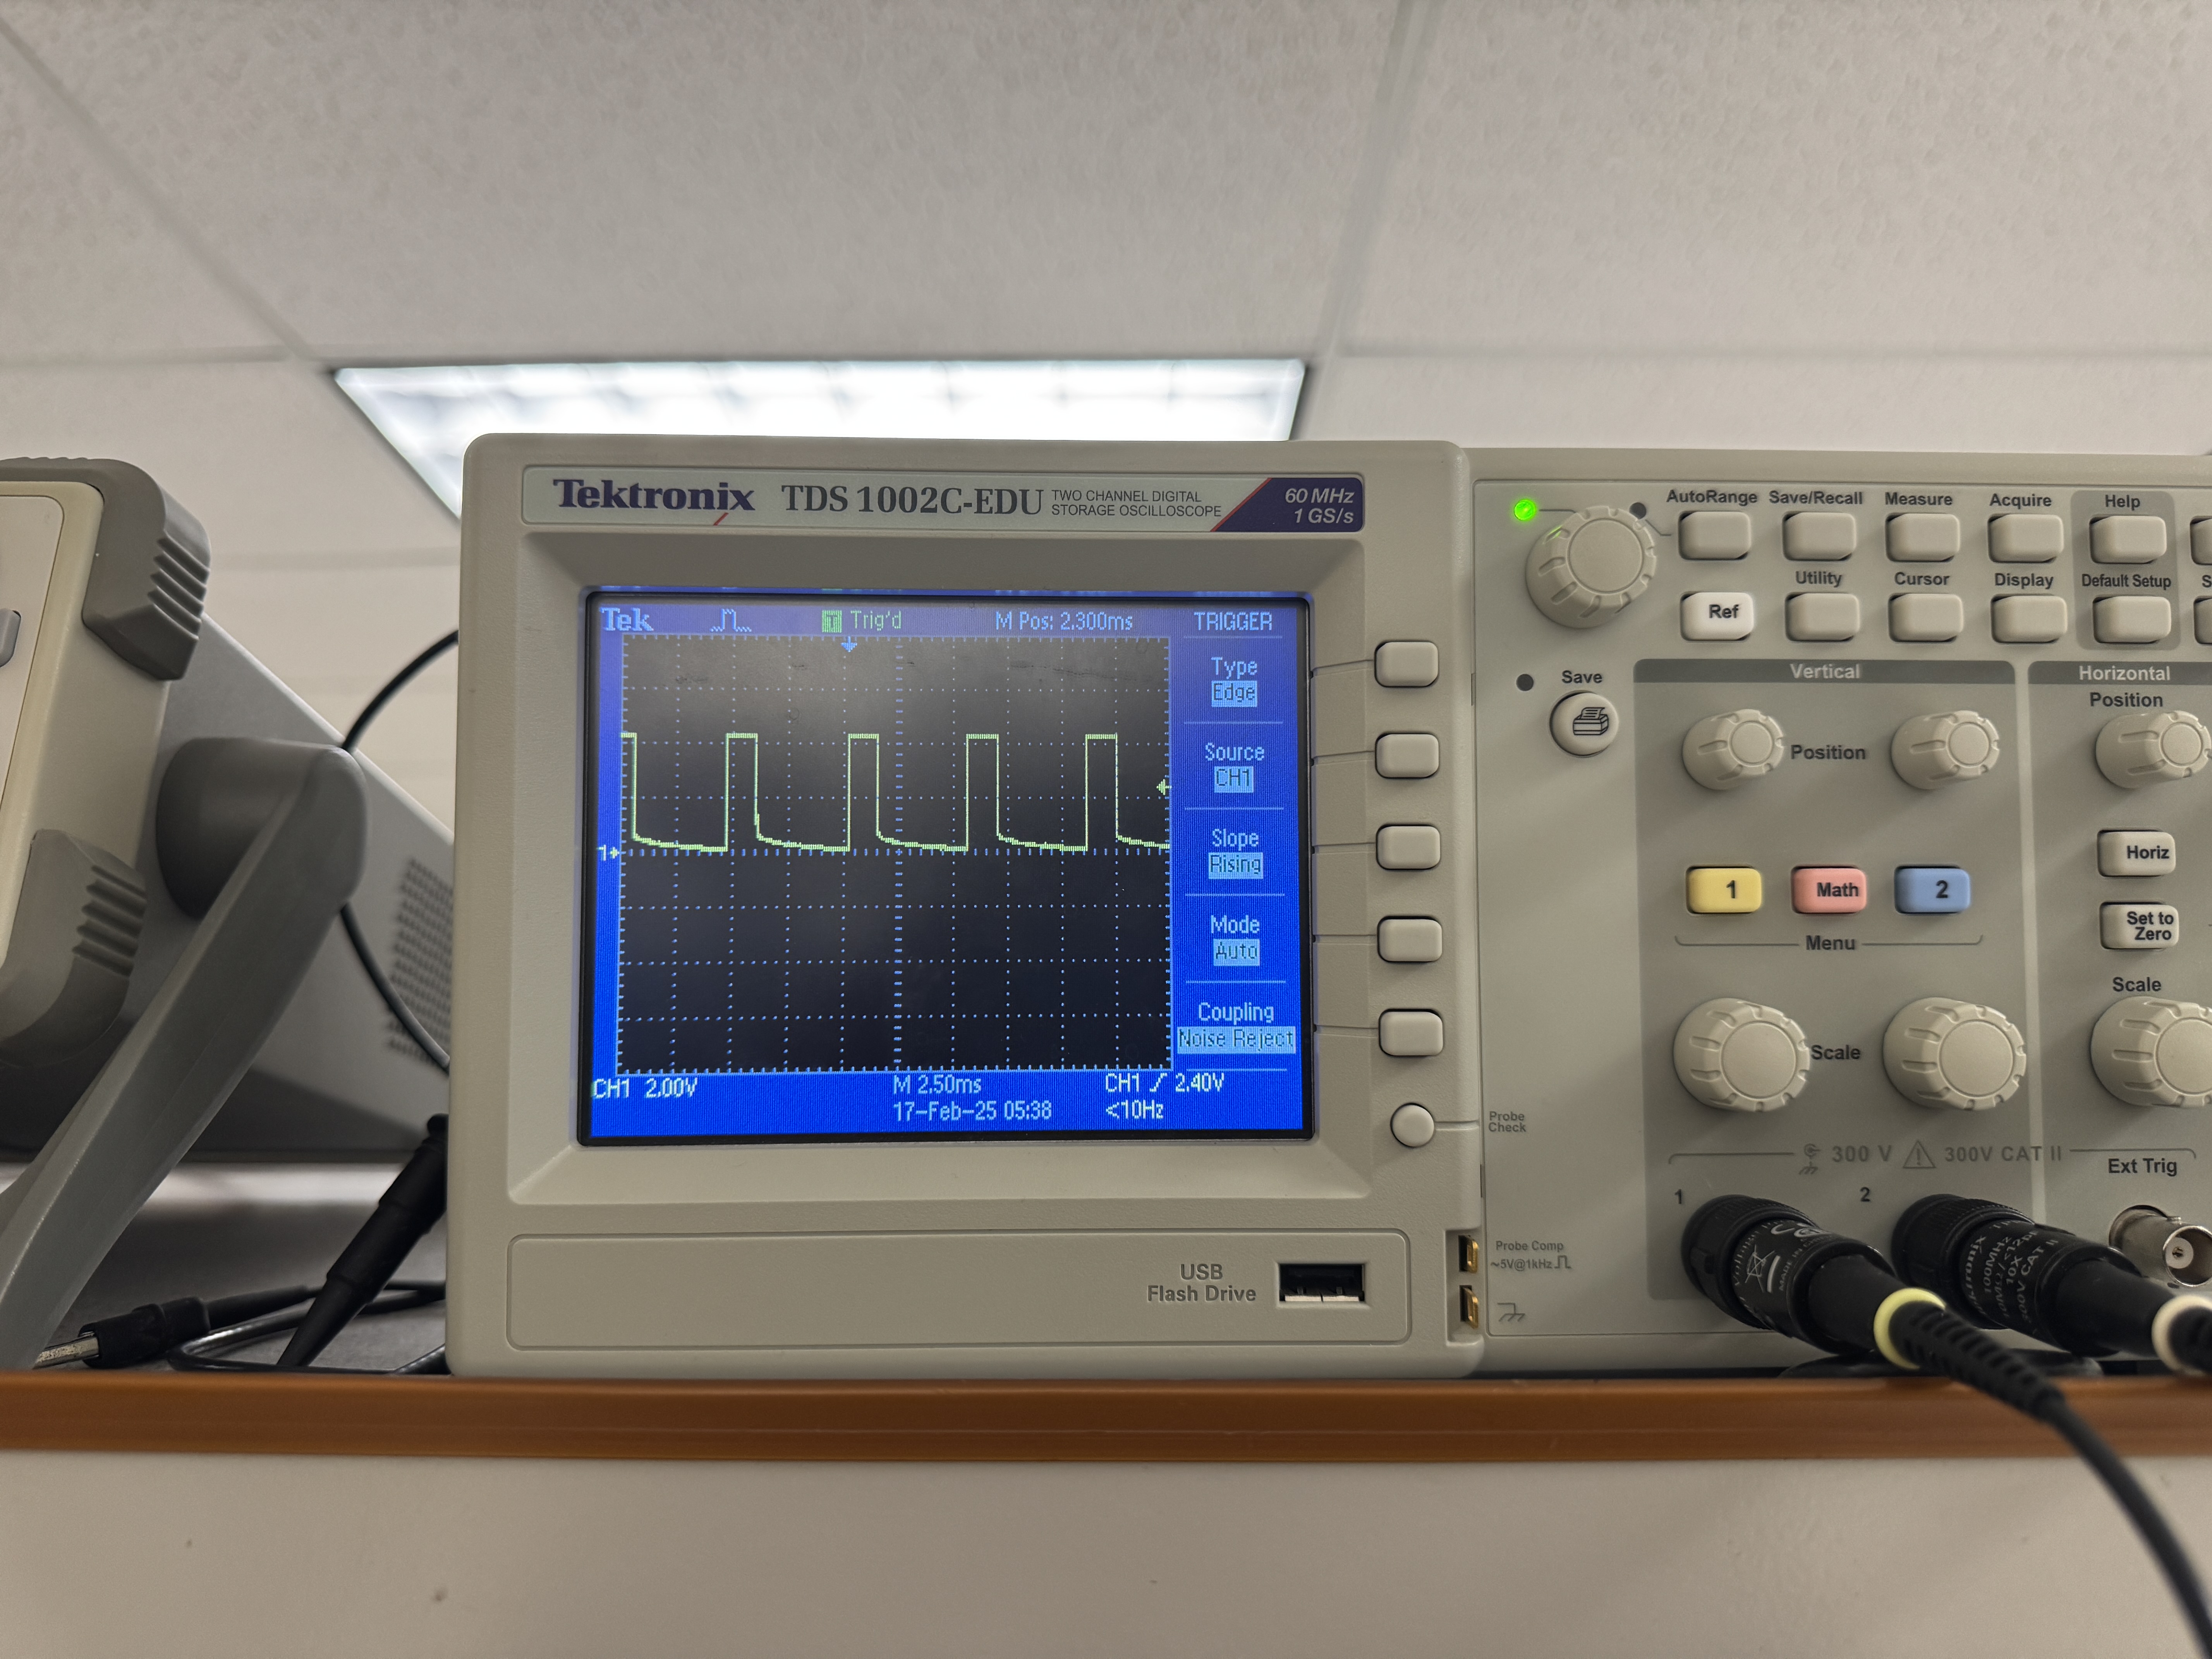 Tektronix TDS 1002C-EDU TWO CHANNEL DIGITAL STORAGE OSCILLOSCOPE
60 MHz
1 GS/s
Tek Trig'd M Pos: 2.300ms TRIGGER
Type
Edge
Source
CH1
Slope
Rising
Mode
Auto
Coupling
Noise Reject
1
CH1 2.00V M 2.50ms CH1 2.40V
17-Feb-25 05:38 <10Hz
USB
Flash Drive
AutoRange Save/Recall Measure Acquire Help
Ref Utility Cursor Display Default Setup
Save
Vertical Horizontal
Position Position
Horiz
1 Math 2
Set to
Zero
Menu
Scale Scale
Probe
Check
300 V 300V CAT II
Ext Trig
1 2
Probe Comp
~5V@1kHz
100MHz
10X